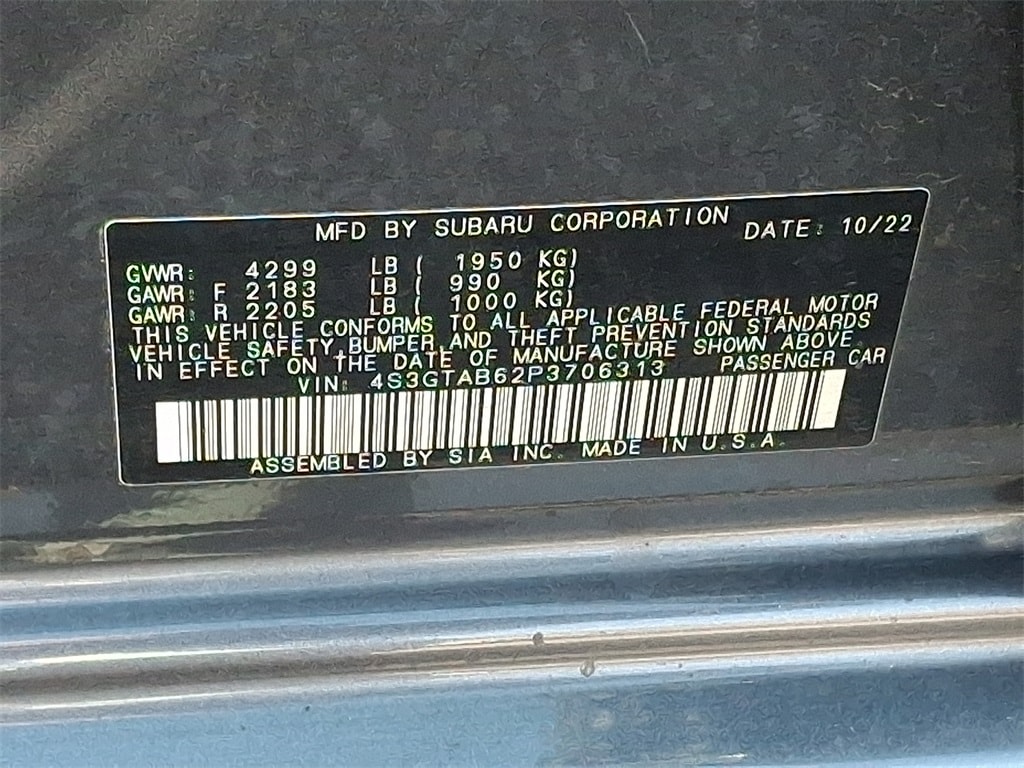 MFD BY SUBARU CORPORATION DATE: 10/22
GVWR: 4299 LB ( 1950 KG)
GAWR: F 2183 LB ( 990 KG)
GAWR: R 2205 LB ( 1000 KG)
THIS VEHICLE CONFORMS TO ALL APPLICABLE FEDERAL MOTOR
VEHICLE SAFETY, BUMPER, AND THEFT PREVENTION STANDARDS
IN EFFECT ON THE DATE OF MANUFACTURE SHOWN ABOVE.
VIN: 4S3GTAB62P3706313 PASSENGER CAR
ASSEMBLED BY SIA INC. MADE IN U.S.A.